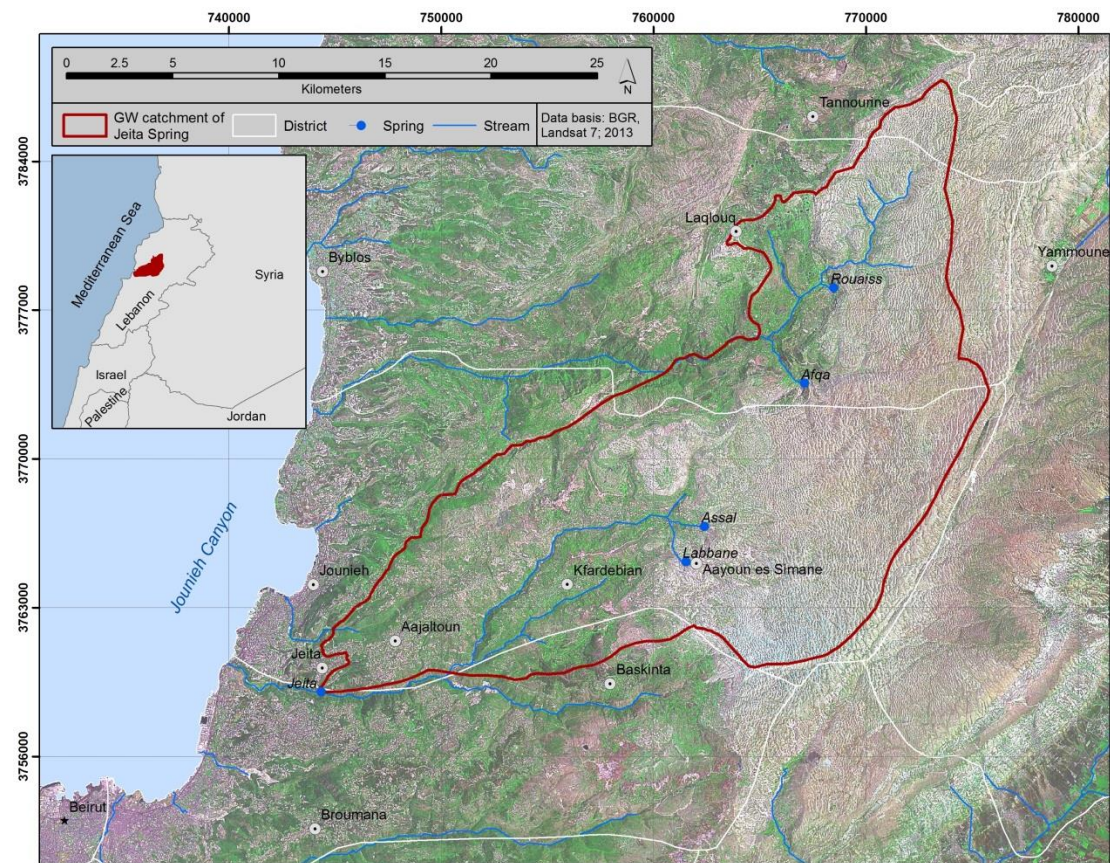 740000
750000
760000
770000
780000
0
2.5
5
10
15
20
25
Kilometers
N
GW catchment of
Jeita Spring
District
Spring
Stream
Data basis: BGR,
Landsat 7; 2013
3784000
3777000
3770000
3763000
3756000
Mediterranean Sea
Syria
Lebanon
Israel
Palestine
Jordan
Tannourine
Laqlouq
Byblos
Yammoune
Rouaiss
Afqa
Jounieh Canyon
Assal
Labbane
Aayoun es Simane
Jounieh
Kfardebian
Aajaltoun
Jeita
Jeita
Baskinta
Beirut
Broumana